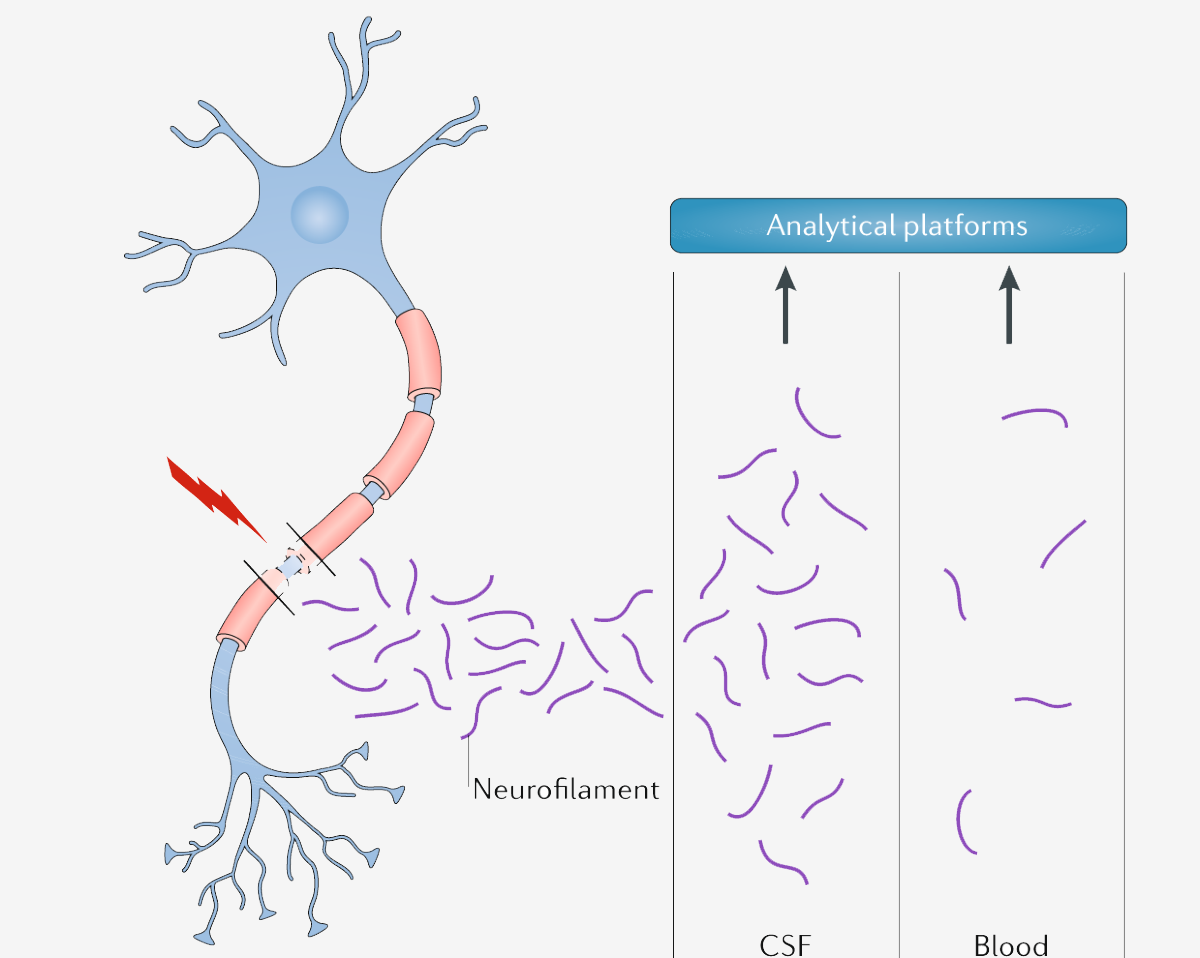 Analytical platforms
Neurofilament
CSF
Blood